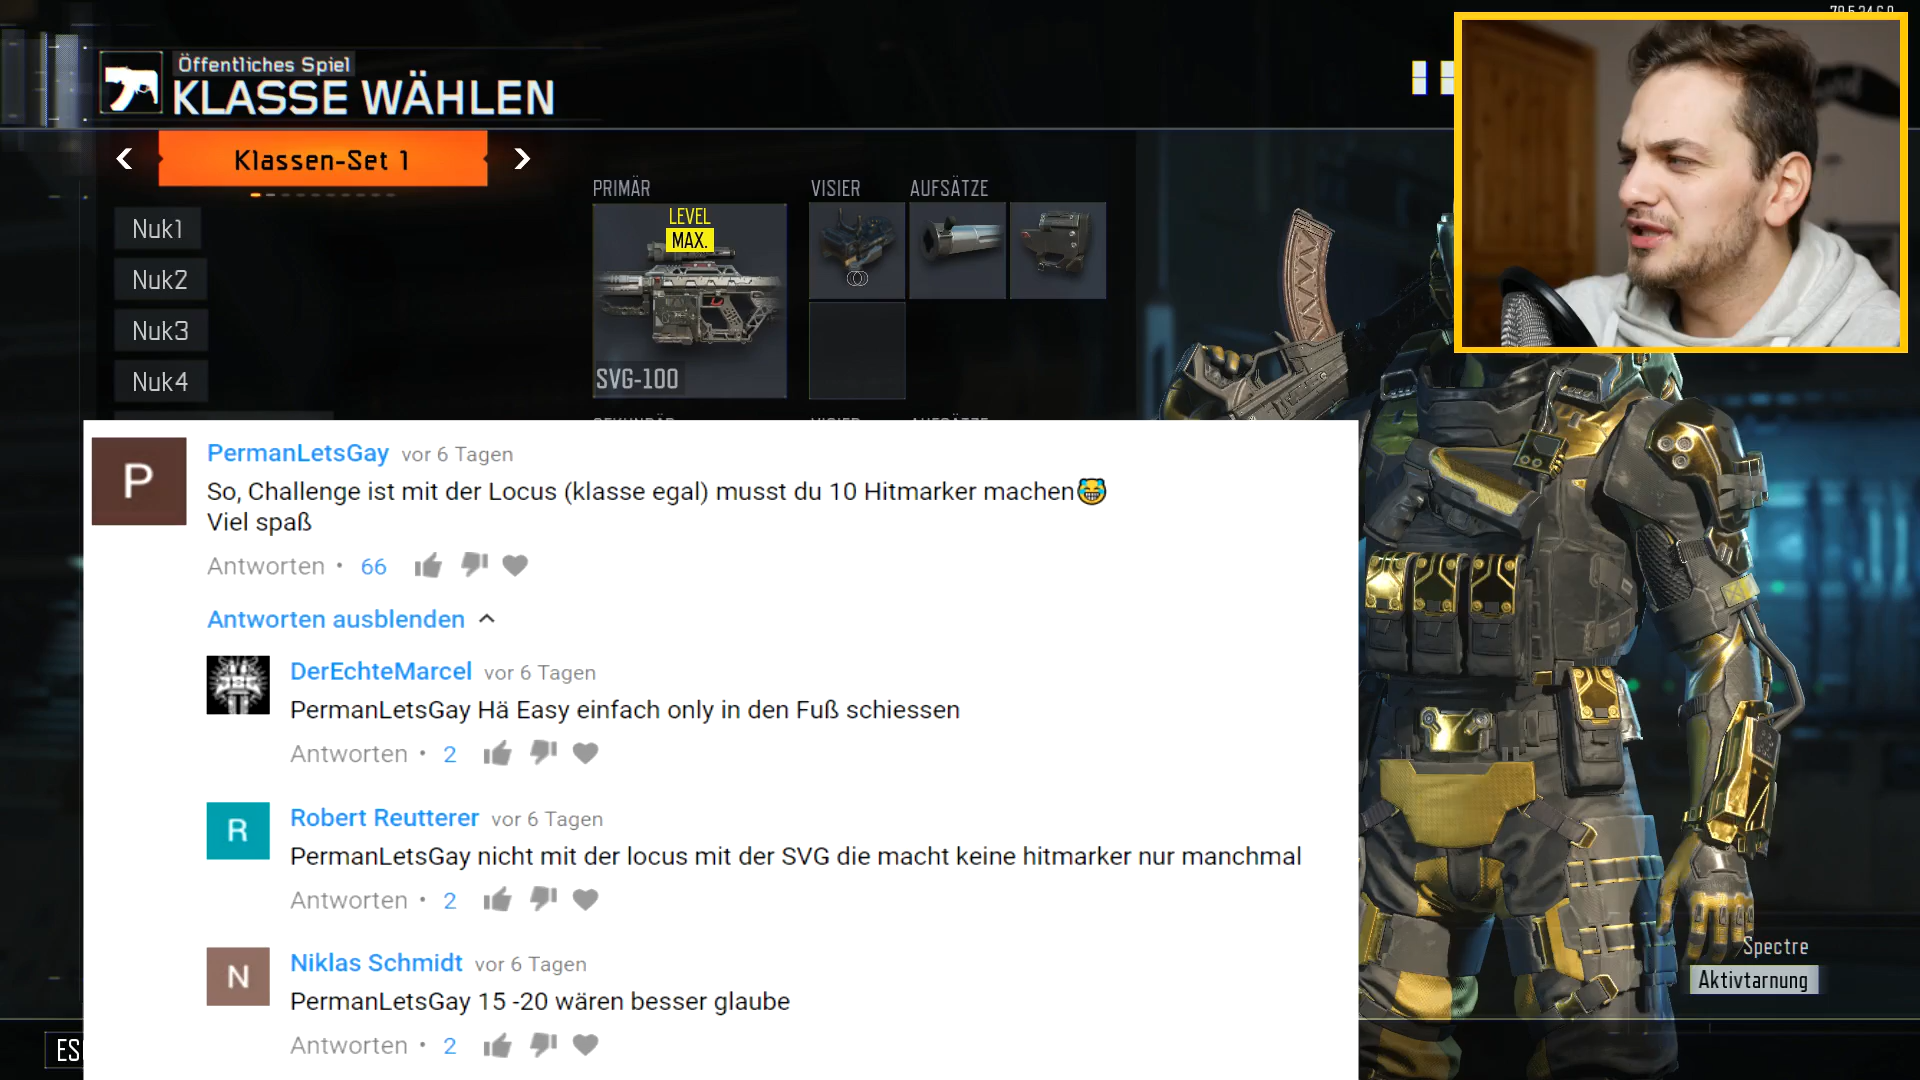 Öffentliches Spiel
KLASSE WÄHLEN
Klassen-Set 1
Nuk1
Nuk2
Nuk3
Nuk4
PRIMÄR
VISIER
AUFSÄTZE
LEVEL
MAX.
SVG-100
P
PermanLetsGay vor 6 Tagen
So, Challenge ist mit der Locus (klasse egal) musst du 10 Hitmarker machen😂
Viel spaß
Antworten • 66
Antworten ausblenden
DerEchteMarcel vor 6 Tagen
PermanLetsGay Hä Easy einfach only in den Fuß schiessen
Antworten • 2
R
Robert Reutterer vor 6 Tagen
PermanLetsGay nicht mit der locus mit der SVG die macht keine hitmarker nur manchmal
Antworten • 2
N
Niklas Schmidt vor 6 Tagen
PermanLetsGay 15 -20 wären besser glaube
Antworten • 2
Spectre
Aktivtarnung
ES